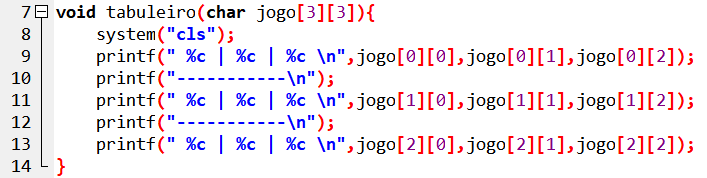 7 void tabuleiro(char jogo[3][3]){
8 system("cls");
9 printf(" %c | %c | %c \n",jogo[0][0],jogo[0][1],jogo[0][2]);
10 printf("-----------\n");
11 printf(" %c | %c | %c \n",jogo[1][0],jogo[1][1],jogo[1][2]);
12 printf("-----------\n");
13 printf(" %c | %c | %c \n",jogo[2][0],jogo[2][1],jogo[2][2]);
14 }